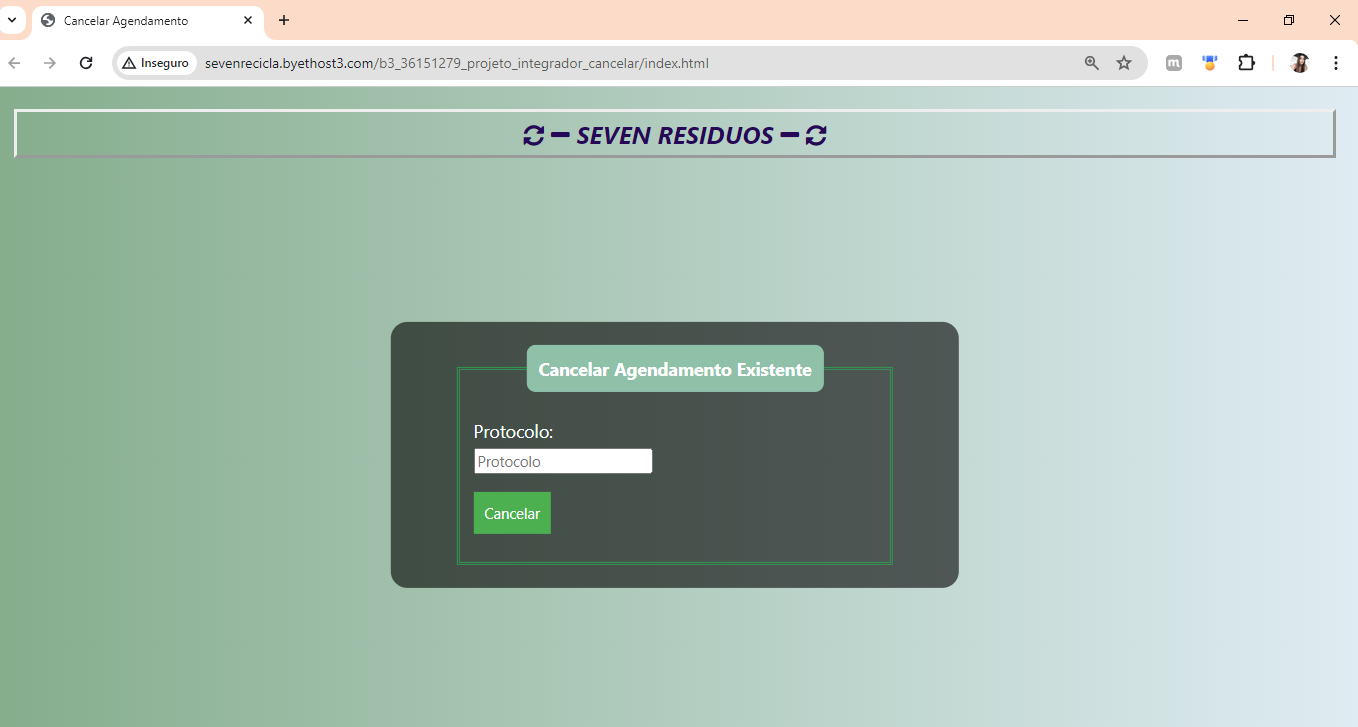 Cancelar Agendamento
Inseguro
sevenrecicla.byethost3.com/b3_36151279_projeto_integrador_cancelar/index.html
m
SEVEN RESIDUOS
Cancelar Agendamento Existente
Protocolo:
Protocolo
Cancelar